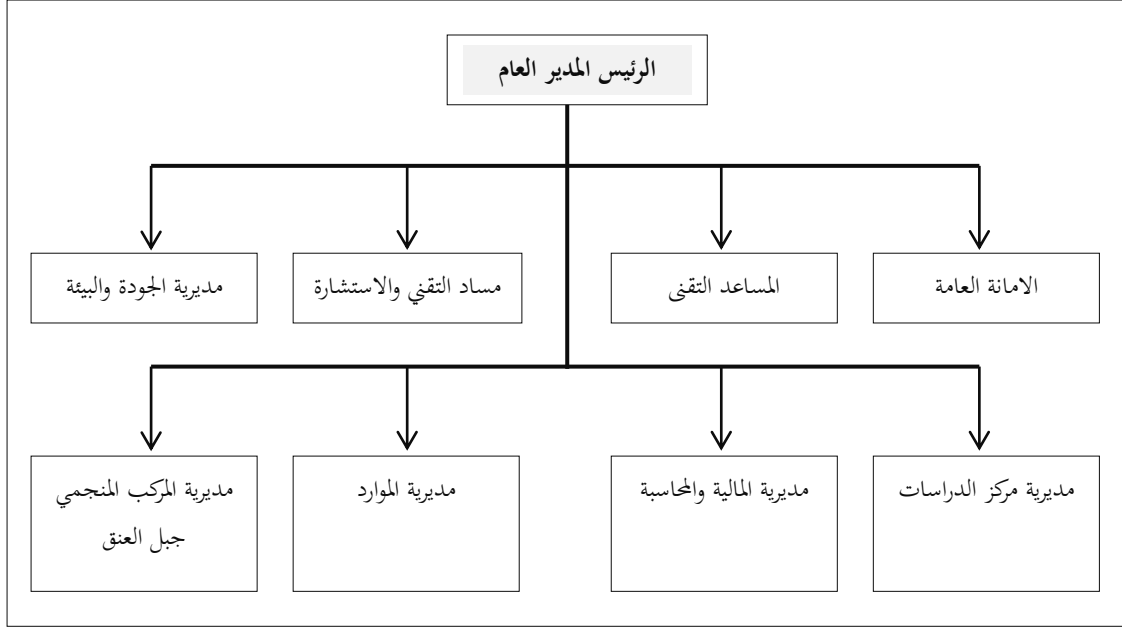 الرئيس المدير العام
الامانة العامة
المساعد التقنى
مساد التقني والاستشارة
مديرية الجودة والبيئة
مديرية مركز الدراسات
مديرية المالية والمحاسبة
مديرية الموارد
مديرية المركب المنجمي
جبل العنق